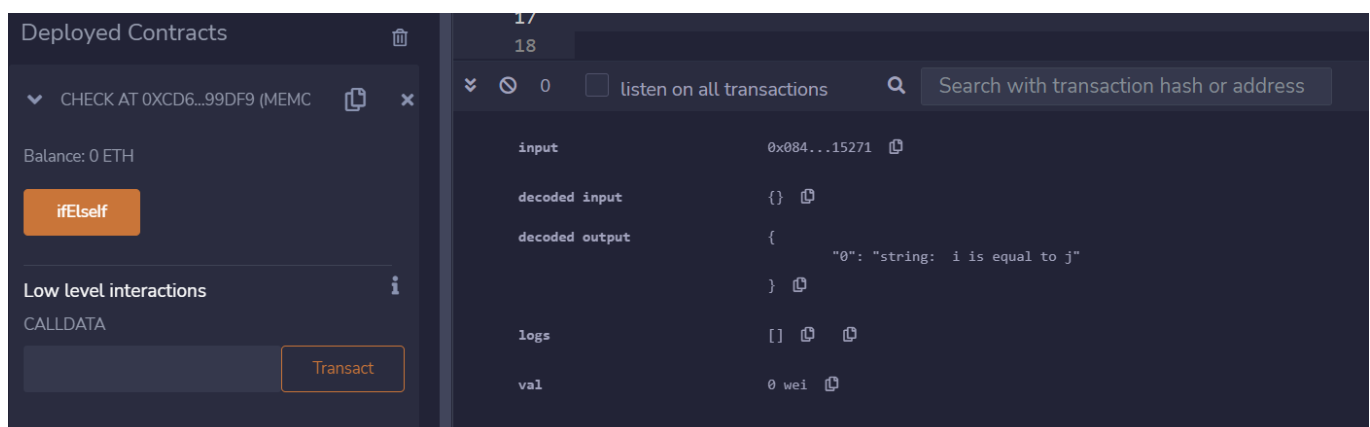 Deployed Contracts
CHECK AT 0XCD6...99DF9 (MEMC
Balance: 0 ETH
ifElseIf
Low level interactions
CALLDATA
Transact
17
18
0
listen on all transactions
Search with transaction hash or address
input 0x084...15271
decoded input {}
decoded output {
"0": "string:  i is equal to j"
}
logs []
val 0 wei